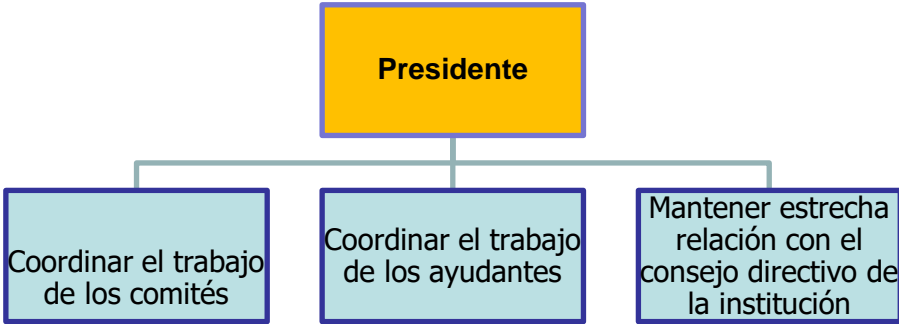 Presidente
Coordinar el trabajo
de los comités
Coordinar el trabajo
de los ayudantes
Mantener estrecha
relación con el
consejo directivo de
la institución